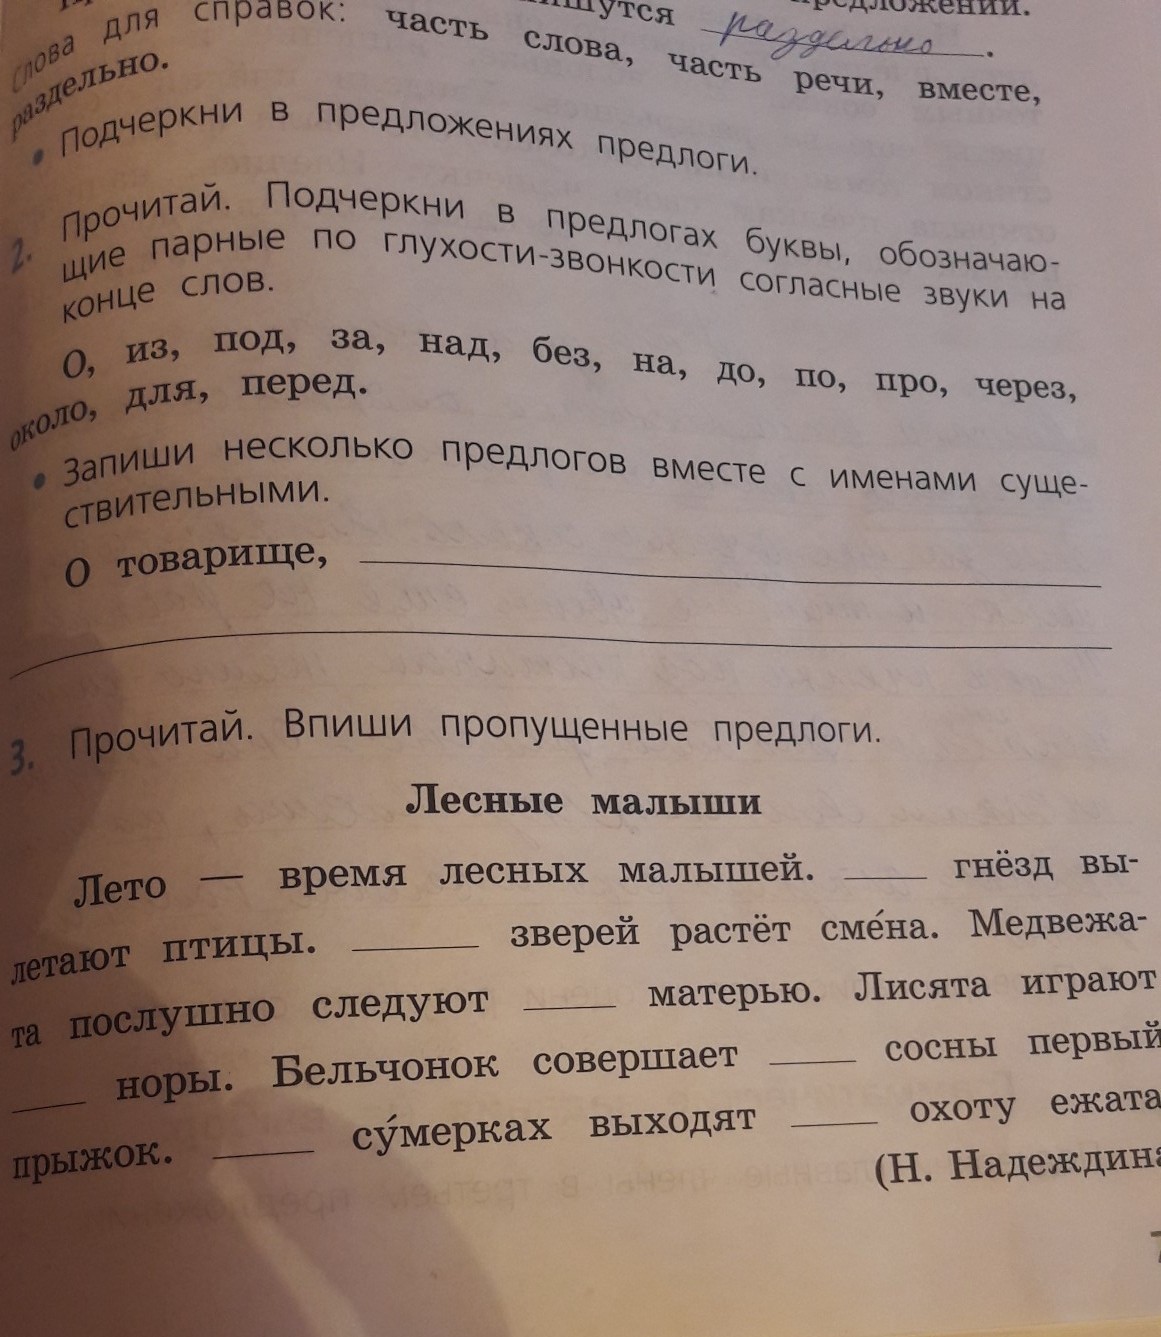 раздельно.
Слова для справок: часть слова, часть речи, вместе,
раздельно.
• Подчеркни в предложениях предлоги.
2. Прочитай. Подчеркни в предлогах буквы, обозначаю-
щие парные по глухости-звонкости согласные звуки на
конце слов.
О, из, под, за, над, без, на, до, по, про, через,
около, для, перед.
• Запиши несколько предлогов вместе с именами суще-
ствительными.
О товарище,
3. Прочитай. Впиши пропущенные предлоги.
Лесные малыши
Лето — время лесных малышей. ____ гнёзд вы-
летают птицы. ____ зверей растёт сме́на. Медвежа-
та послушно следуют ____ матерью. Лисята играют
____ норы. Бельчонок совершает ____ сосны первый
прыжок. ____ су́мерках выходят ____ охоту ежата
(Н. Надеждина